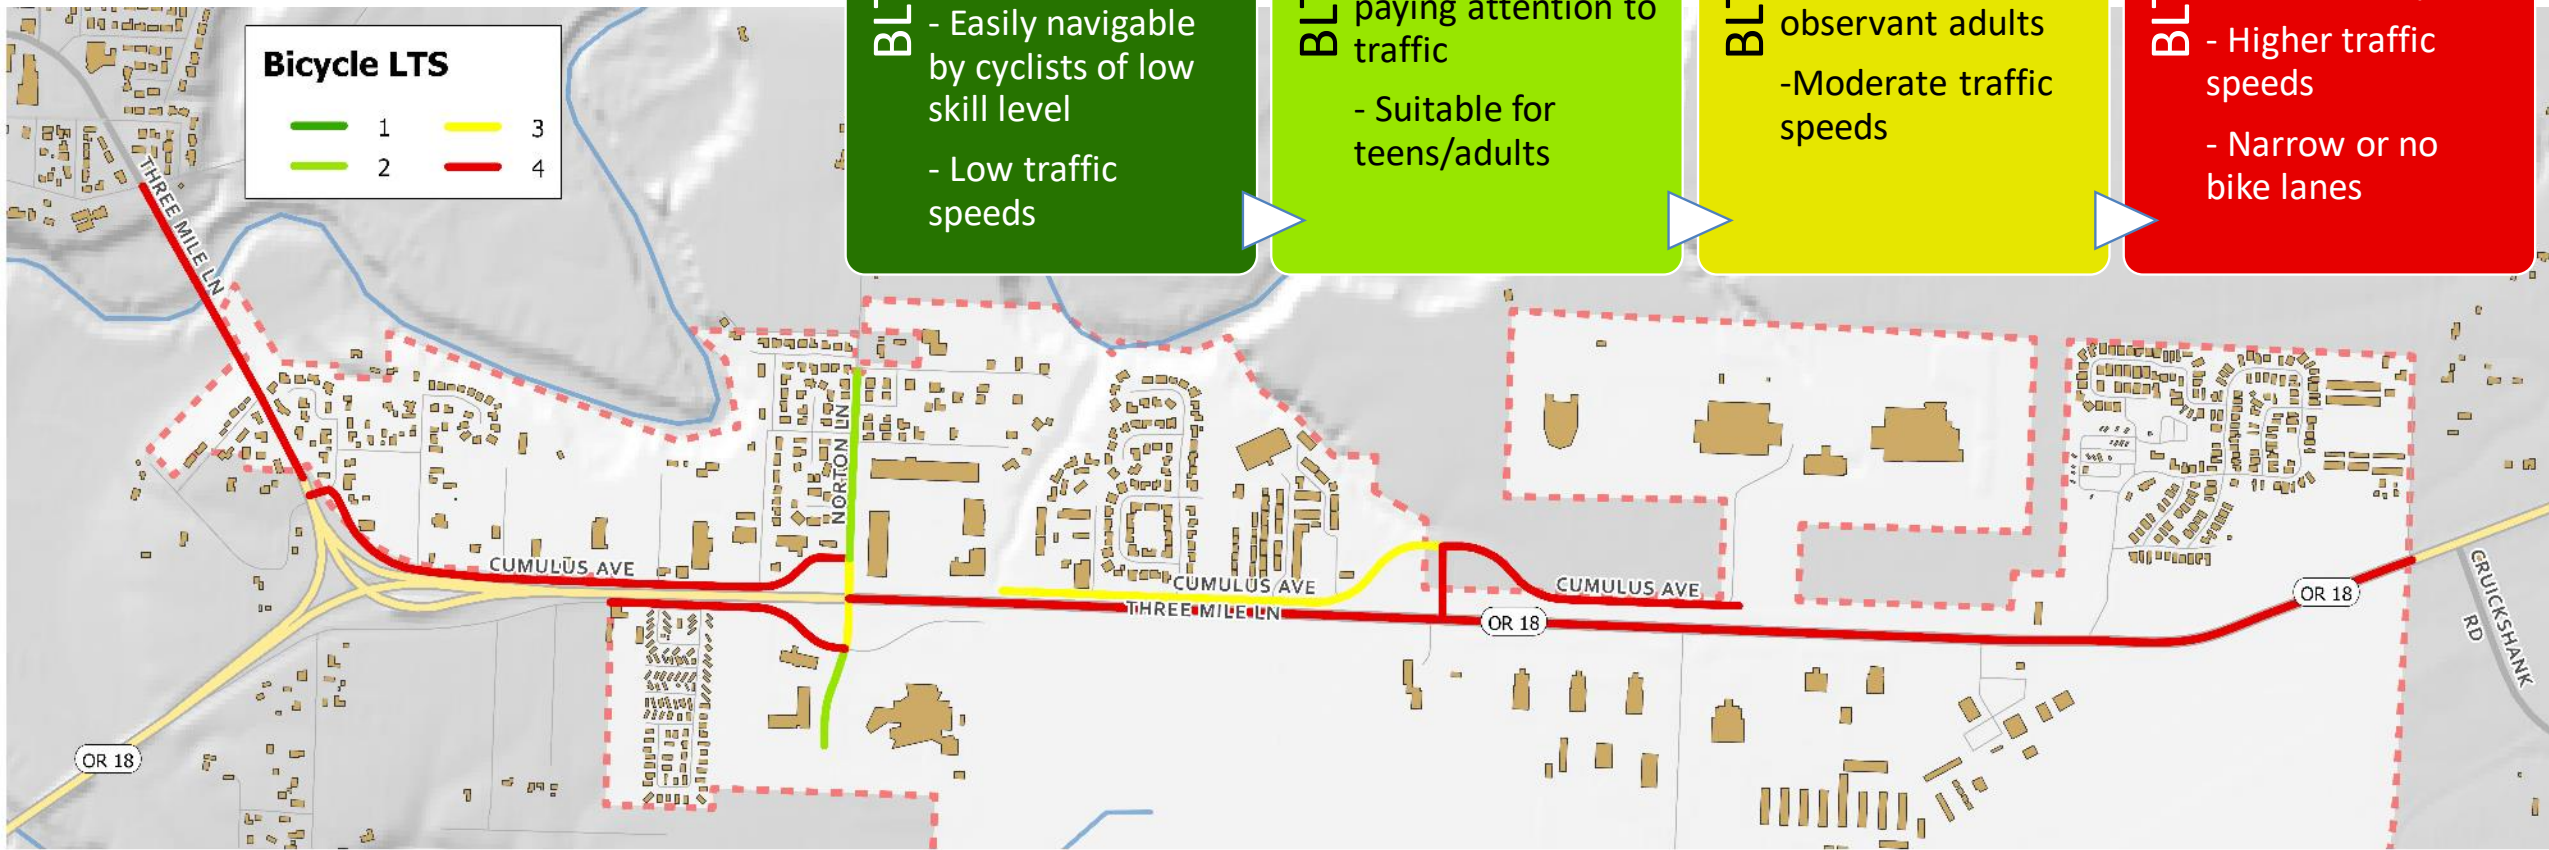 Bicycle LTS
1
3
2
4
- Easily navigable
by cyclists of low
skill level
- Low traffic
speeds
paying attention to
traffic
- Suitable for
teens/adults
observant adults
-Moderate traffic
speeds
- Higher traffic
speeds
- Narrow or no
bike lanes
THREE MILE LN
NORTON LN
CUMULUS AVE
CUMULUS AVE
CUMULUS AVE
THREE MILE LN
OR 18
OR 18
OR 18
CRUICKSHANK
RD